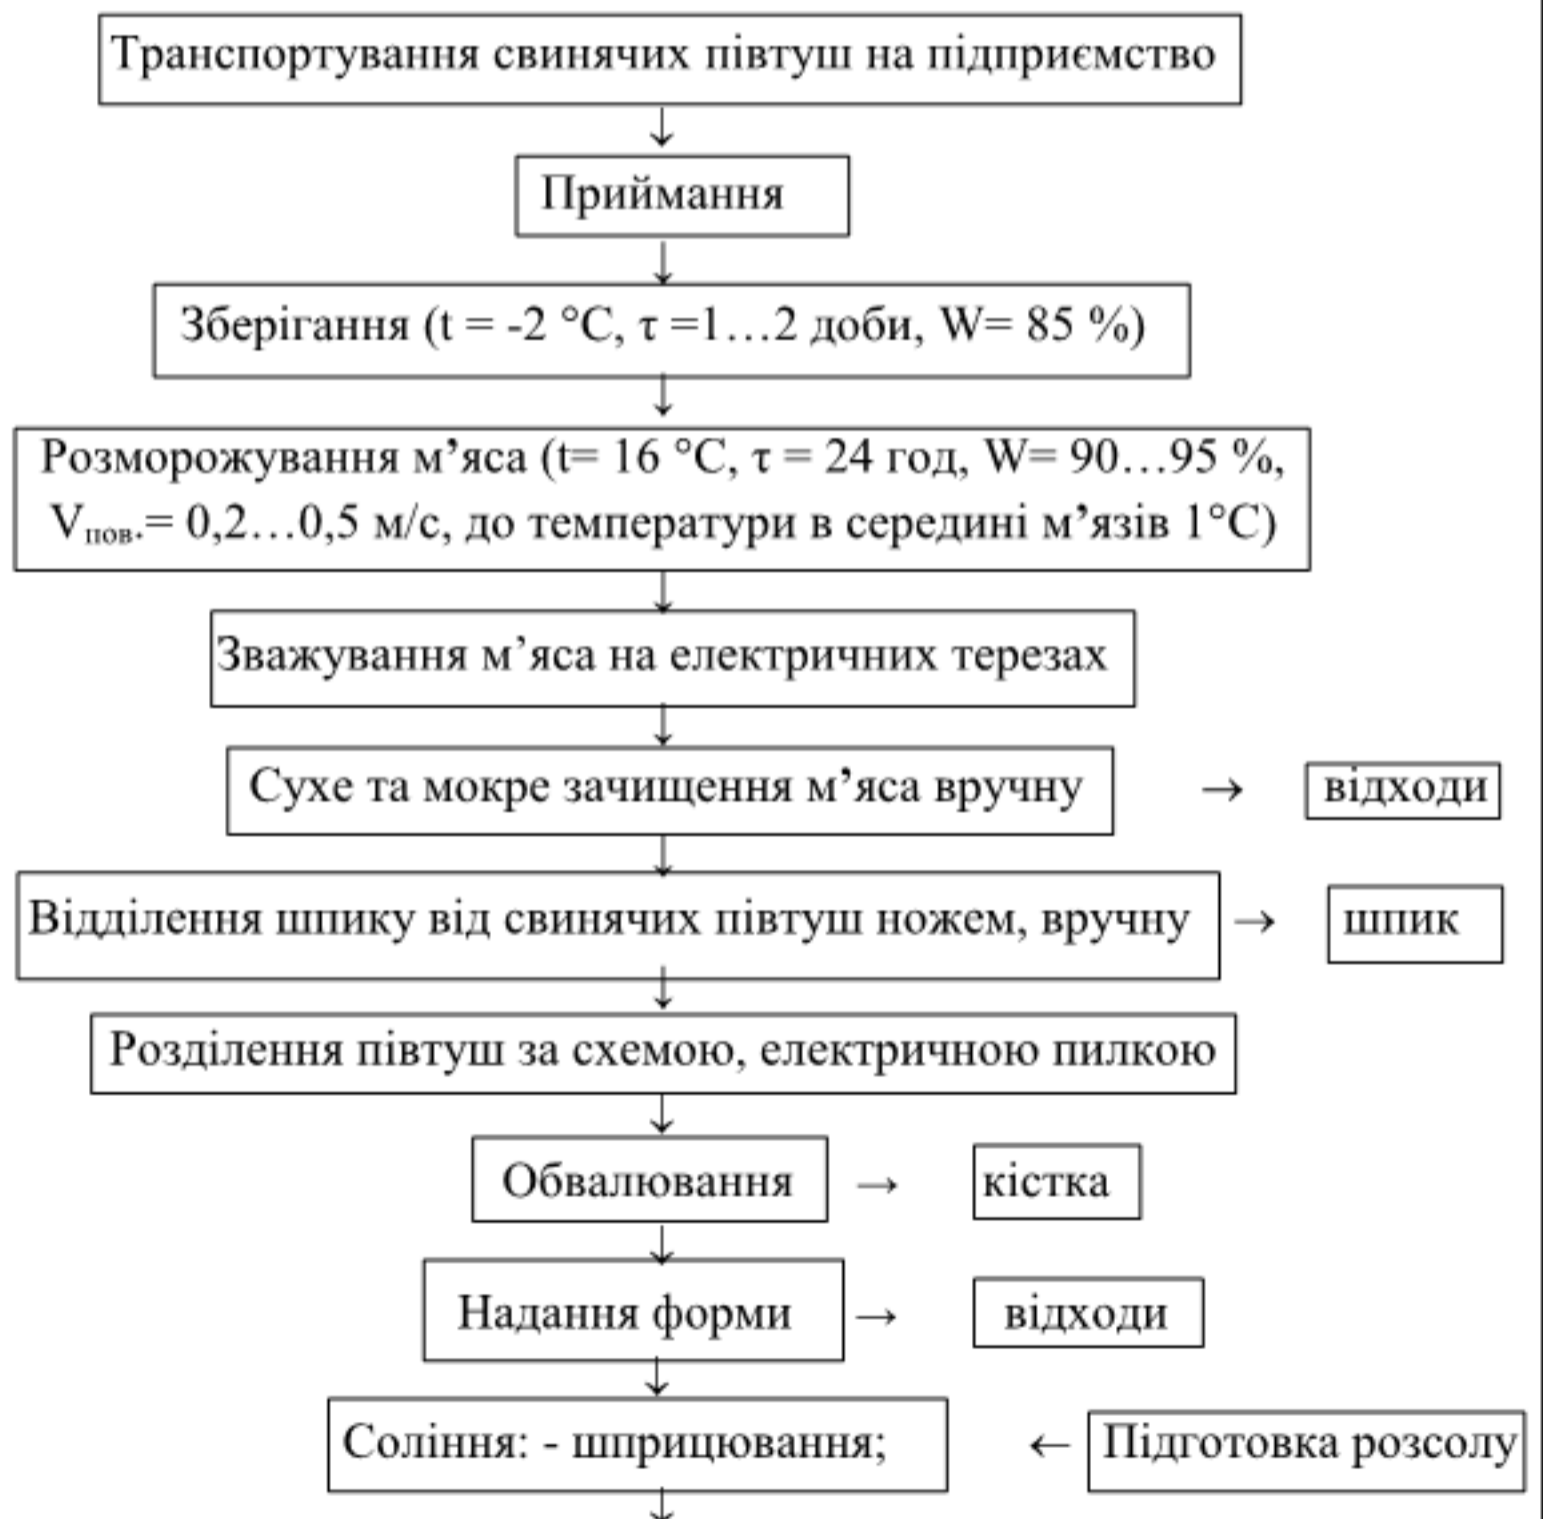 Транспортування свинячих півтуш на підприємство
↓
Приймання
↓
Зберігання (t = -2 °C, τ =1…2 доби, W= 85 %)
↓
Розморожування м’яса (t= 16 °C, τ = 24 год, W= 90…95 %,
Vпов.= 0,2…0,5 м/с, до температури в середині м’язів 1°C)
↓
Зважування м’яса на електричних терезах
↓
Сухе та мокре зачищення м’яса вручну → відходи
↓
Відділення шпику від свинячих півтуш ножем, вручну → шпик
↓
Розділення півтуш за схемою, електричною пилкою
↓
Обвалювання → кістка
↓
Надання форми → відходи
↓
Соління: - шприцювання; ← Підготовка розсолу
↓